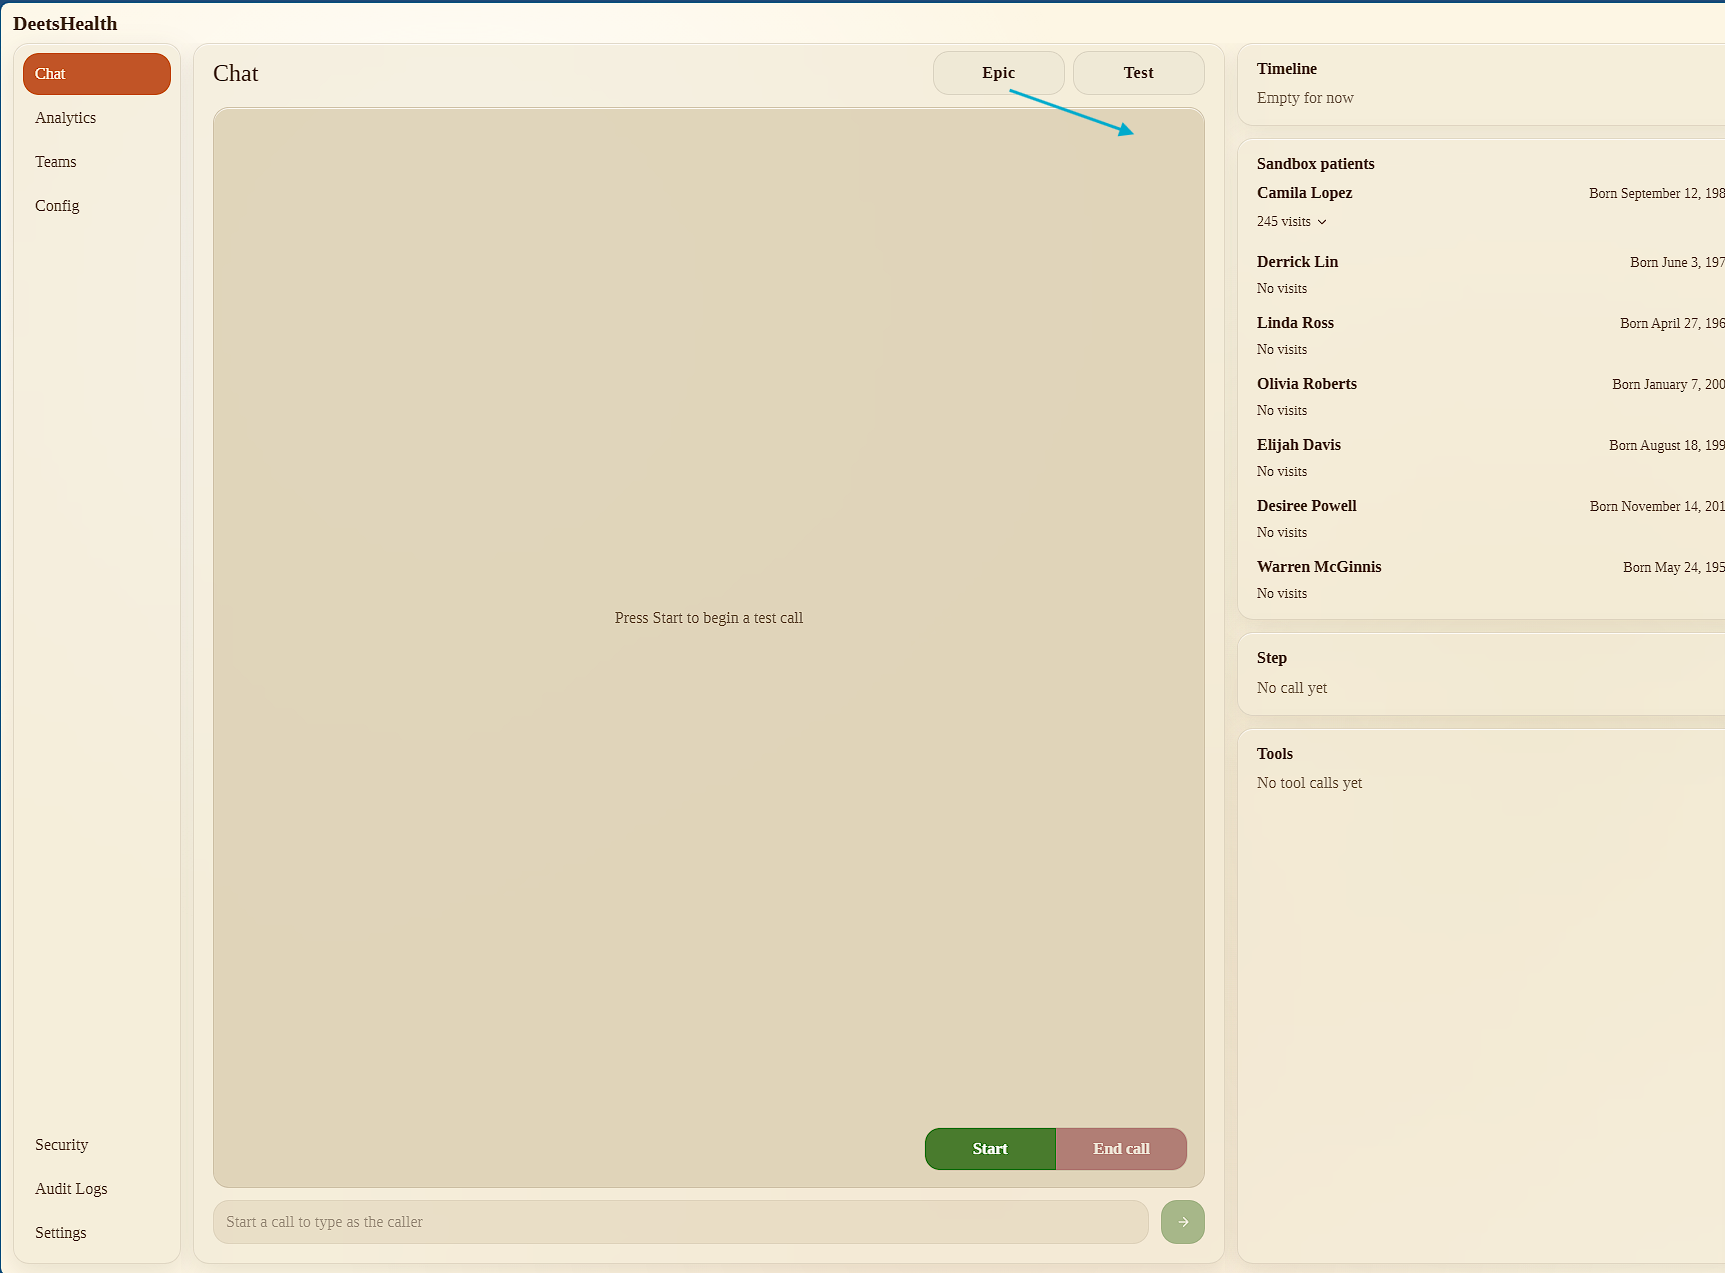 DeetsHealth
Chat
Analytics
Teams
Config
Security
Audit Logs
Settings
Chat
Epic
Test
Press Start to begin a test call
Start
End call
Start a call to type as the caller
Timeline
Empty for now
Sandbox patients
Camila Lopez
Born September 12, 198
245 visits
Derrick Lin
Born June 3, 197
No visits
Linda Ross
Born April 27, 196
No visits
Olivia Roberts
Born January 7, 200
No visits
Elijah Davis
Born August 18, 199
No visits
Desiree Powell
Born November 14, 201
No visits
Warren McGinnis
Born May 24, 195
No visits
Step
No call yet
Tools
No tool calls yet